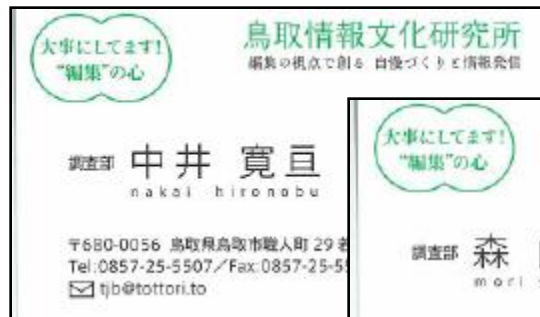 大事にしてます!
“編集”の心
鳥取情報文化研究所
編集の視点で創る 自優づくりと情報発信
調査部 中井 寛亘
nakai hironobu
〒680-0056 鳥取県鳥取市職人町 29
Tel:0857-25-5507/Fax:0857-25-5
tjb@tottori.to
大事にしてます!
“編集”の心
調査部 森
mori